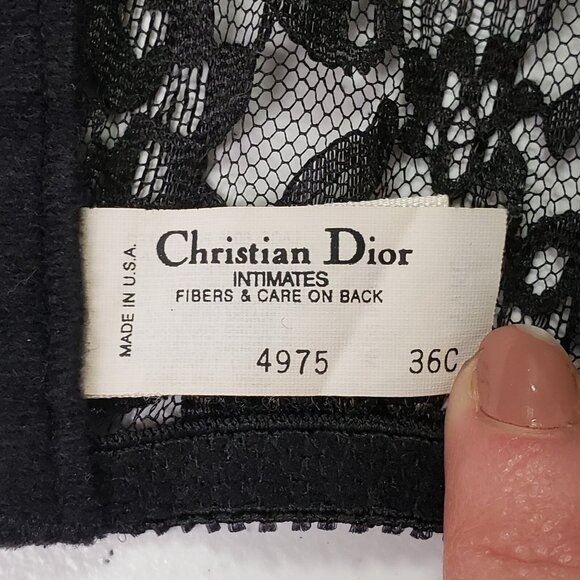 MADE IN U.S.A.
Christian Dior
INTIMATES
FIBERS & CARE ON BACK
4975 36C